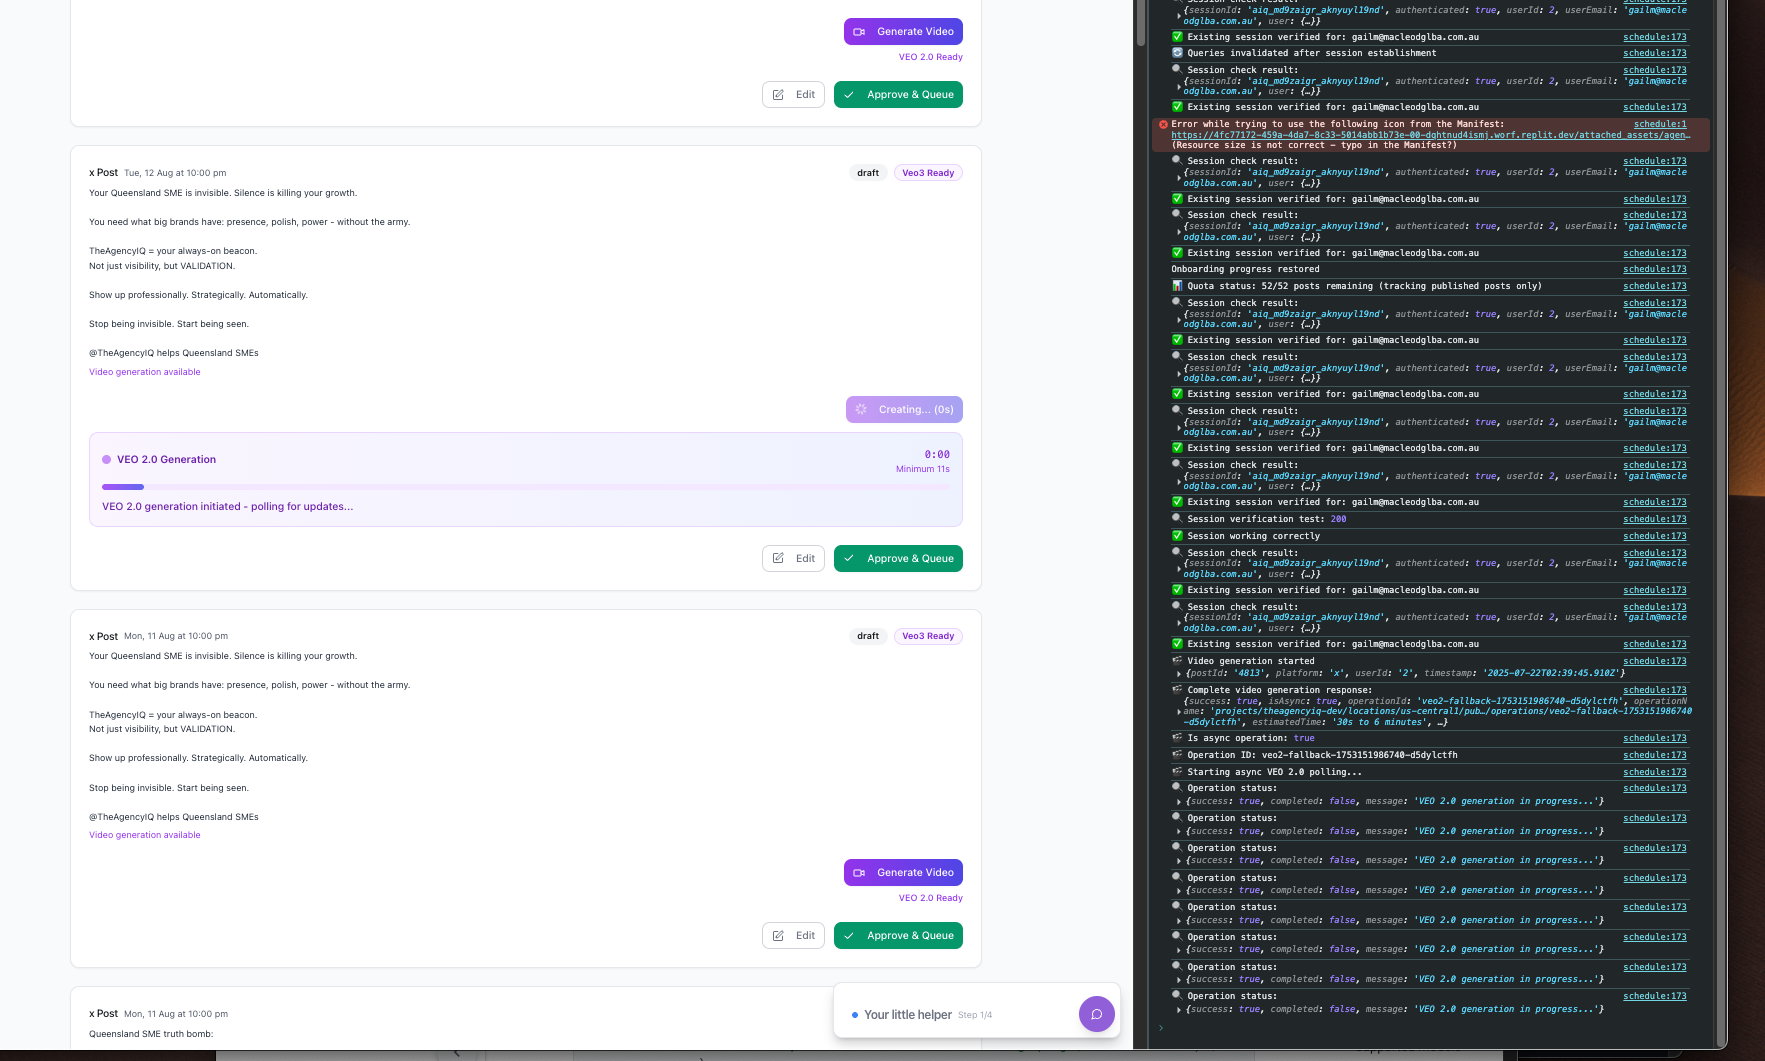 Generate Video
VEO 2.0 Ready
Edit
Approve & Queue
x Post Tue, 12 Aug at 10:00 pm
draft
Veo3 Ready
Your Queensland SME is invisible. Silence is killing your growth.
You need what big brands have: presence, polish, power - without the army.
TheAgencyIQ = your always-on beacon.
Not just visibility, but VALIDATION.
Show up professionally. Strategically. Automatically.
Stop being invisible. Start being seen.
@TheAgencyIQ helps Queensland SMEs
Video generation available
Creating... (0s)
VEO 2.0 Generation
0:00
Minimum 11s
VEO 2.0 generation initiated - polling for updates...
Edit
Approve & Queue
x Post Mon, 11 Aug at 10:00 pm
draft
Veo3 Ready
Your Queensland SME is invisible. Silence is killing your growth.
You need what big brands have: presence, polish, power - without the army.
TheAgencyIQ = your always-on beacon.
Not just visibility, but VALIDATION.
Show up professionally. Strategically. Automatically.
Stop being invisible. Start being seen.
@TheAgencyIQ helps Queensland SMEs
Video generation available
Generate Video
VEO 2.0 Ready
Edit
Approve & Queue
x Post Mon, 11 Aug at 10:00 pm
Queensland SME truth bomb:
Your little helper Step 1/4
{sessionId: 'aiq_md9zaigr_aknyuyl19nd', authenticated: true, userId: 2, userEmail: 'gailm@macle
odglba.com.au', user: {…}}
Existing session verified for: gailm@macleodglba.com.au schedule:173
Queries invalidated after session establishment schedule:173
Session check result: schedule:173
{sessionId: 'aiq_md9zaigr_aknyuyl19nd', authenticated: true, userId: 2, userEmail: 'gailm@macle
odglba.com.au', user: {…}}
Existing session verified for: gailm@macleodglba.com.au schedule:173
Error while trying to use the following icon from the Manifest: schedule:1
https://4fc77172-459a-4da7-8c33-5014abb1b73e-00-dqhtnud4ismj.worf.replit.dev/attached_assets/agen…
(Resource size is not correct - typo in the Manifest?)
Session check result: schedule:173
{sessionId: 'aiq_md9zaigr_aknyuyl19nd', authenticated: true, userId: 2, userEmail: 'gailm@macle
odglba.com.au', user: {…}}
Existing session verified for: gailm@macleodglba.com.au schedule:173
Session check result: schedule:173
{sessionId: 'aiq_md9zaigr_aknyuyl19nd', authenticated: true, userId: 2, userEmail: 'gailm@macle
odglba.com.au', user: {…}}
Existing session verified for: gailm@macleodglba.com.au schedule:173
Onboarding progress restored schedule:173
Quota status: 52/52 posts remaining (tracking published posts only) schedule:173
Session check result: schedule:173
{sessionId: 'aiq_md9zaigr_aknyuyl19nd', authenticated: true, userId: 2, userEmail: 'gailm@macle
odglba.com.au', user: {…}}
Existing session verified for: gailm@macleodglba.com.au schedule:173
Session check result: schedule:173
{sessionId: 'aiq_md9zaigr_aknyuyl19nd', authenticated: true, userId: 2, userEmail: 'gailm@macle
odglba.com.au', user: {…}}
Existing session verified for: gailm@macleodglba.com.au schedule:173
Session check result: schedule:173
{sessionId: 'aiq_md9zaigr_aknyuyl19nd', authenticated: true, userId: 2, userEmail: 'gailm@macle
odglba.com.au', user: {…}}
Existing session verified for: gailm@macleodglba.com.au schedule:173
Session check result: schedule:173
{sessionId: 'aiq_md9zaigr_aknyuyl19nd', authenticated: true, userId: 2, userEmail: 'gailm@macle
odglba.com.au', user: {…}}
Existing session verified for: gailm@macleodglba.com.au schedule:173
Session verification test: 200 schedule:173
Session working correctly schedule:173
Session check result: schedule:173
{sessionId: 'aiq_md9zaigr_aknyuyl19nd', authenticated: true, userId: 2, userEmail: 'gailm@macle
odglba.com.au', user: {…}}
Existing session verified for: gailm@macleodglba.com.au schedule:173
Session check result: schedule:173
{sessionId: 'aiq_md9zaigr_aknyuyl19nd', authenticated: true, userId: 2, userEmail: 'gailm@macle
odglba.com.au', user: {…}}
Existing session verified for: gailm@macleodglba.com.au schedule:173
Video generation started schedule:173
{postId: '4813', platform: 'x', userId: '2', timestamp: '2025-07-22T02:39:45.910Z'}
Complete video generation response: schedule:173
{success: true, isAsync: true, operationId: 'veo2-fallback-1753151986740-d5dylctfh', operationN
ame: 'projects/theagencyiq-dev/locations/us-central1/pub…/operations/veo2-fallback-1753151986740
-d5dylctfh', estimatedTime: '30s to 6 minutes', …}
Is async operation: true schedule:173
Operation ID: veo2-fallback-1753151986740-d5dylctfh schedule:173
Starting async VEO 2.0 polling... schedule:173
Operation status: schedule:173
{success: true, completed: false, message: 'VEO 2.0 generation in progress...'}
Operation status: schedule:173
{success: true, completed: false, message: 'VEO 2.0 generation in progress...'}
Operation status: schedule:173
{success: true, completed: false, message: 'VEO 2.0 generation in progress...'}
Operation status: schedule:173
{success: true, completed: false, message: 'VEO 2.0 generation in progress...'}
Operation status: schedule:173
{success: true, completed: false, message: 'VEO 2.0 generation in progress...'}
Operation status: schedule:173
{success: true, completed: false, message: 'VEO 2.0 generation in progress...'}
Operation status: schedule:173
{success: true, completed: false, message: 'VEO 2.0 generation in progress...'}
Operation status: schedule:173
{success: true, completed: false, message: 'VEO 2.0 generation in progress...'}